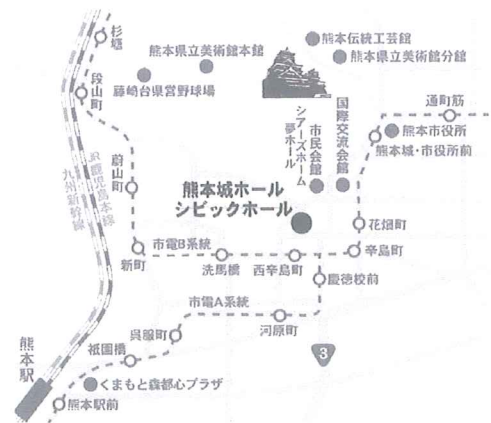 杉塘
熊本県立美術館本館
熊本伝統工芸館
熊本県立美術館分館
段山町
藤崎台県営野球場
通町筋
熊本市役所
熊本城・市役所前
国際交流会館
市民会館
シアーズホーム
夢ホール
JR鹿児島本線
九州新幹線
蔚山町
熊本城ホール
シビックホール
花畑町
新町
市電B系統
洗馬橋
西辛島町
辛島町
慶徳校前
市電A系統
呉服町
河原町
祗園橋
3
熊本駅
くまもと森都心プラザ
熊本駅前